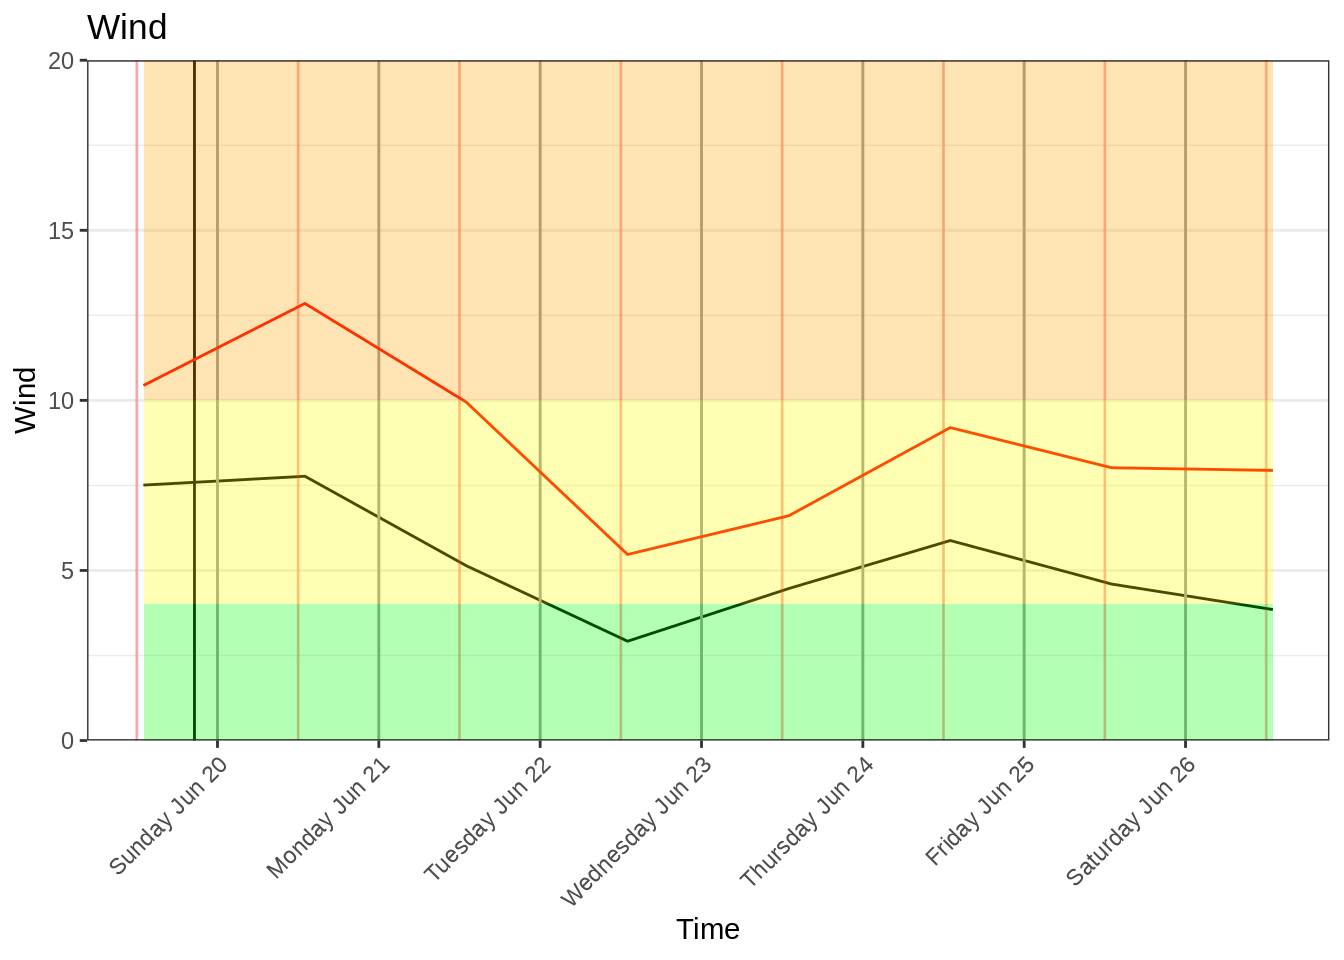 Wind
20
15
10
5
0
Wind
Sunday Jun 20
Monday Jun 21
Tuesday Jun 22
Wednesday Jun 23
Thursday Jun 24
Friday Jun 25
Saturday Jun 26
Time